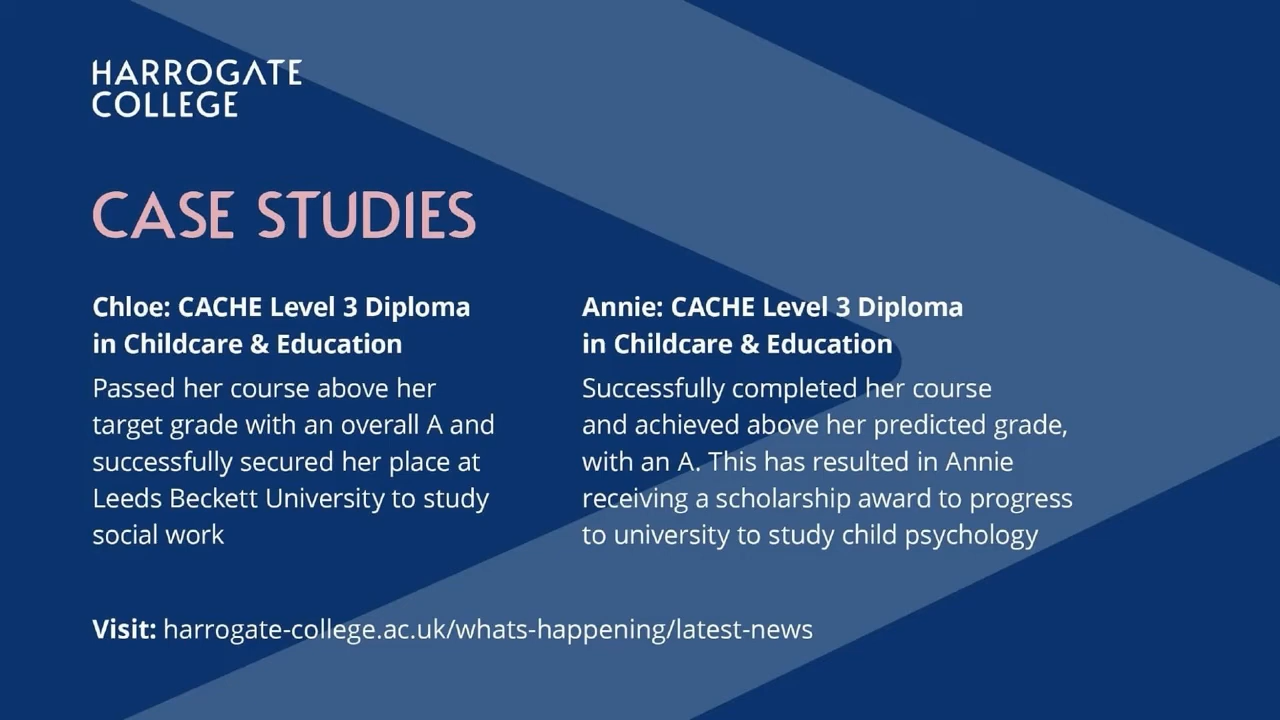 HARROGATE
COLLEGE
CASE STUDIES
Chloe: CACHE Level 3 Diploma
in Childcare & Education
Passed her course above her
target grade with an overall A and
successfully secured her place at
Leeds Beckett University to study
social work
Annie: CACHE Level 3 Diploma
in Childcare & Education
Successfully completed her course
and achieved above her predicted grade,
with an A. This has resulted in Annie
receiving a scholarship award to progress
to university to study child psychology
Visit: harrogate-college.ac.uk/whats-happening/latest-news